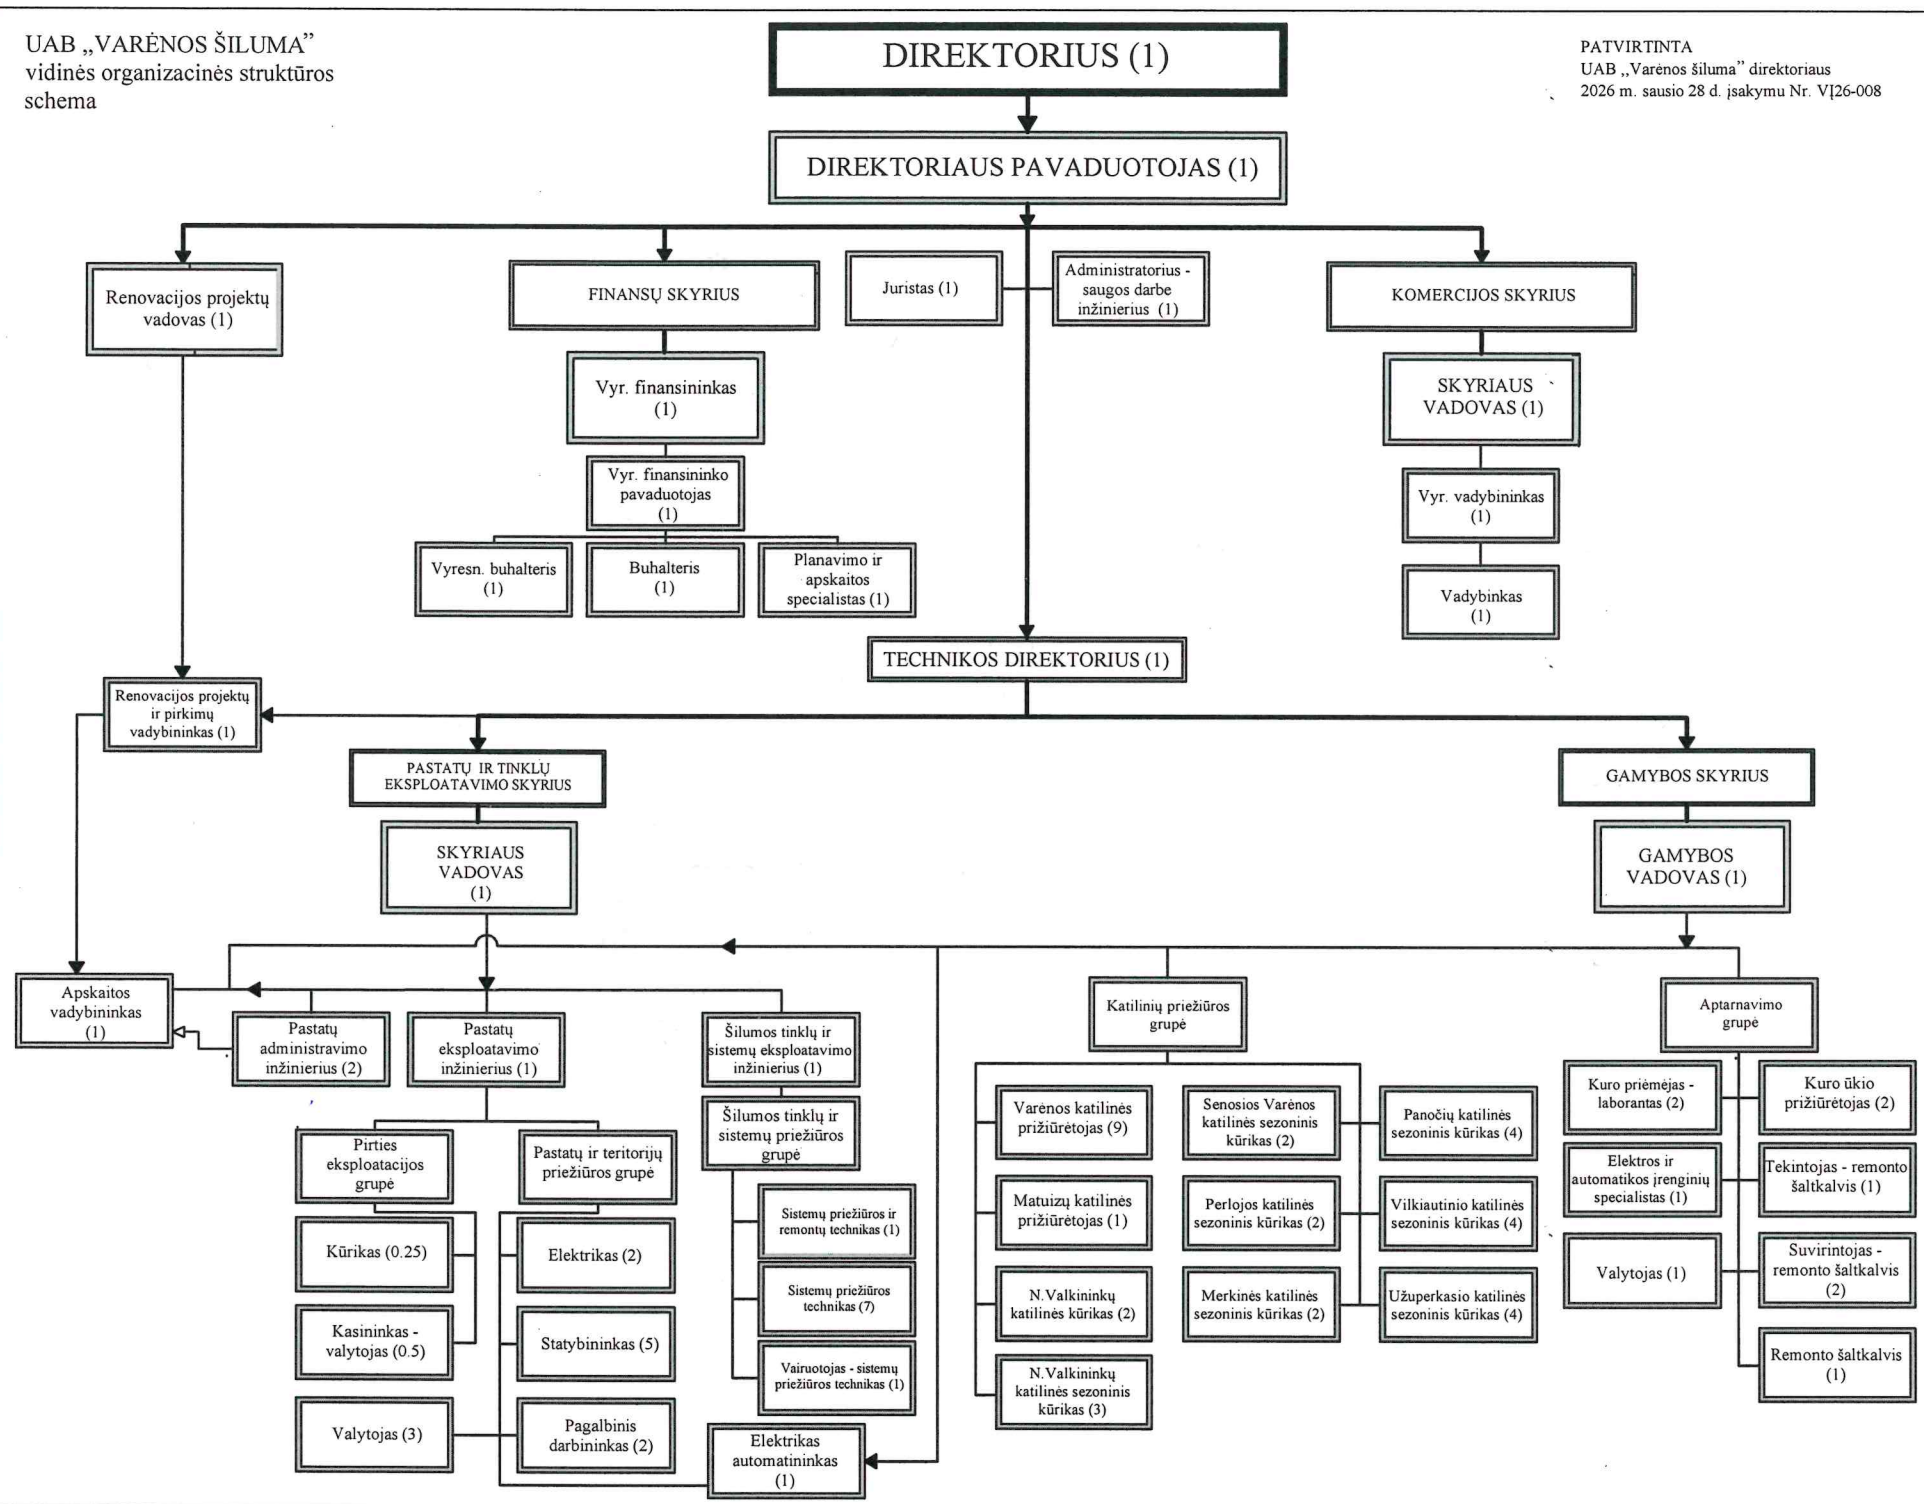 UAB „VARĖNOS ŠILUMA”
vidinės organizacinės struktūros
schema
DIREKTORIUS (1)
PATVIRTINTA
UAB „Varėnos šiluma” direktoriaus
2026 m. sausio 28 d. įsakymu Nr. VĮ26-008
DIREKTORIAUS PAVADUOTOJAS (1)
Renovacijos projektų
vadovas (1)
FINANSŲ SKYRIUS
Juristas (1)
Administratorius -
saugos darbe
inžinierius (1)
KOMERCIJOS SKYRIUS
Vyr. finansininkas
(1)
SKYRIAUS
VADOVAS (1)
Vyr. finansininko
pavaduotojas
(1)
Vyr. vadybininkas
(1)
Vyresn. buhalteris
(1)
Buhalteris
(1)
Planavimo ir
apskaitos
specialistas (1)
Vadybinkas
(1)
TECHNIKOS DIREKTORIUS (1)
Renovacijos projektų
ir pirkimų
vadybininkas (1)
PASTATŲ IR TINKLŲ
EKSPLOATAVIMO SKYRIUS
GAMYBOS SKYRIUS
SKYRIAUS
VADOVAS
(1)
GAMYBOS
VADOVAS (1)
Apskaitos
vadybininkas
(1)
Pastatų
administravimo
inžinierius (2)
Pastatų
eksploatavimo
inžinierius (1)
Šilumos tinklų ir
sistemų eksploatavimo
inžinierius (1)
Katilinių priežiūros
grupė
Aptarnavimo
grupė
Šilumos tinklų ir
sistemų priežiūros
grupė
Pirties
eksploatacijos
grupė
Pastatų ir teritorijų
priežiūros grupė
Kūrikas (0.25)
Elektrikas (2)
Kasininkas -
valytojas (0.5)
Statybininkas (5)
Valytojas (3)
Pagalbinis
darbininkas (2)
Sistemų priežiūros ir
remontų technikas (1)
Sistemų priežiūros
technikas (7)
Vairuotojas - sistemų
priežiūros technikas (1)
Elektrikas
automatininkas
(1)
Varėnos katilinės
prižiūrėtojas (9)
Senosios Varėnos
katilinės sezoninis
kūrikas (2)
Panočių katilinės
sezoninis kūrikas (4)
Matuizų katilinės
prižiūrėtojas (1)
Perlojos katilinės
sezoninis kūrikas (2)
Vilkiautinio katilinės
sezoninis kūrikas (4)
N.Valkininkų
katilinės kūrikas (2)
Merkinės katilinės
sezoninis kūrikas (2)
Užuperkasio katilinės
sezoninis kūrikas (4)
N.Valkininkų
katilinės sezoninis
kūrikas (3)
Kuro priėmėjas -
laborantas (2)
Kuro ūkio
prižiūrėtojas (2)
Elektros ir
automatikos įrenginių
specialistas (1)
Tekintojas - remonto
šaltkalvis (1)
Valytojas (1)
Suvirintojas -
remonto šaltkalvis
(2)
Remonto šaltkalvis
(1)